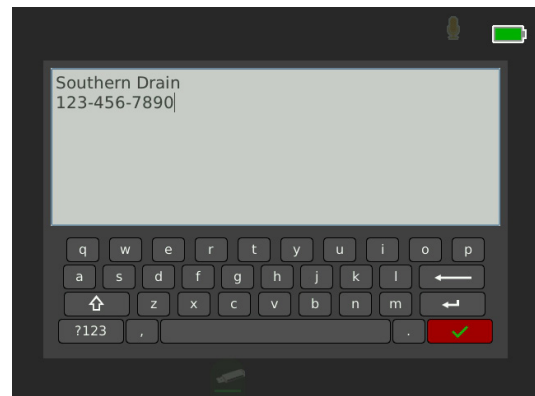 Southern Drain
123-456-7890
q w e r t y u i o p
a s d f g h j k l
z x c v b n m
?123 , .